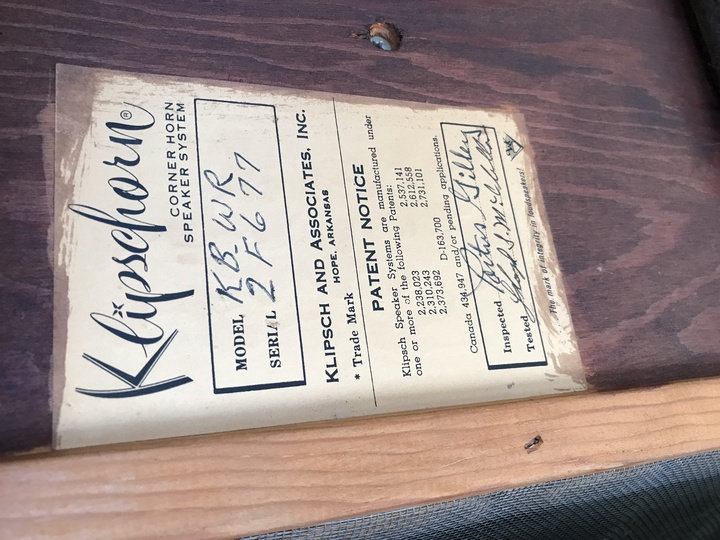 Klipschorn®
CORNER HORN
SPEAKER SYSTEM
MODEL KB WR
SERIAL 2F677
KLIPSCH AND ASSOCIATES, INC.
* Trade Mark HOPE, ARKANSAS
PATENT NOTICE
Klipsch Speaker Systems are manufactured under
one or more of the following Patents:
2,238,023 2,537,141
2,310,243 2,612,558
2,373,692 2,731,101
D-163,700
Canada 434,947 and/or pending applications.
Inspected
Tested Lloyd S.
The mark of integrity in loudspeakers!